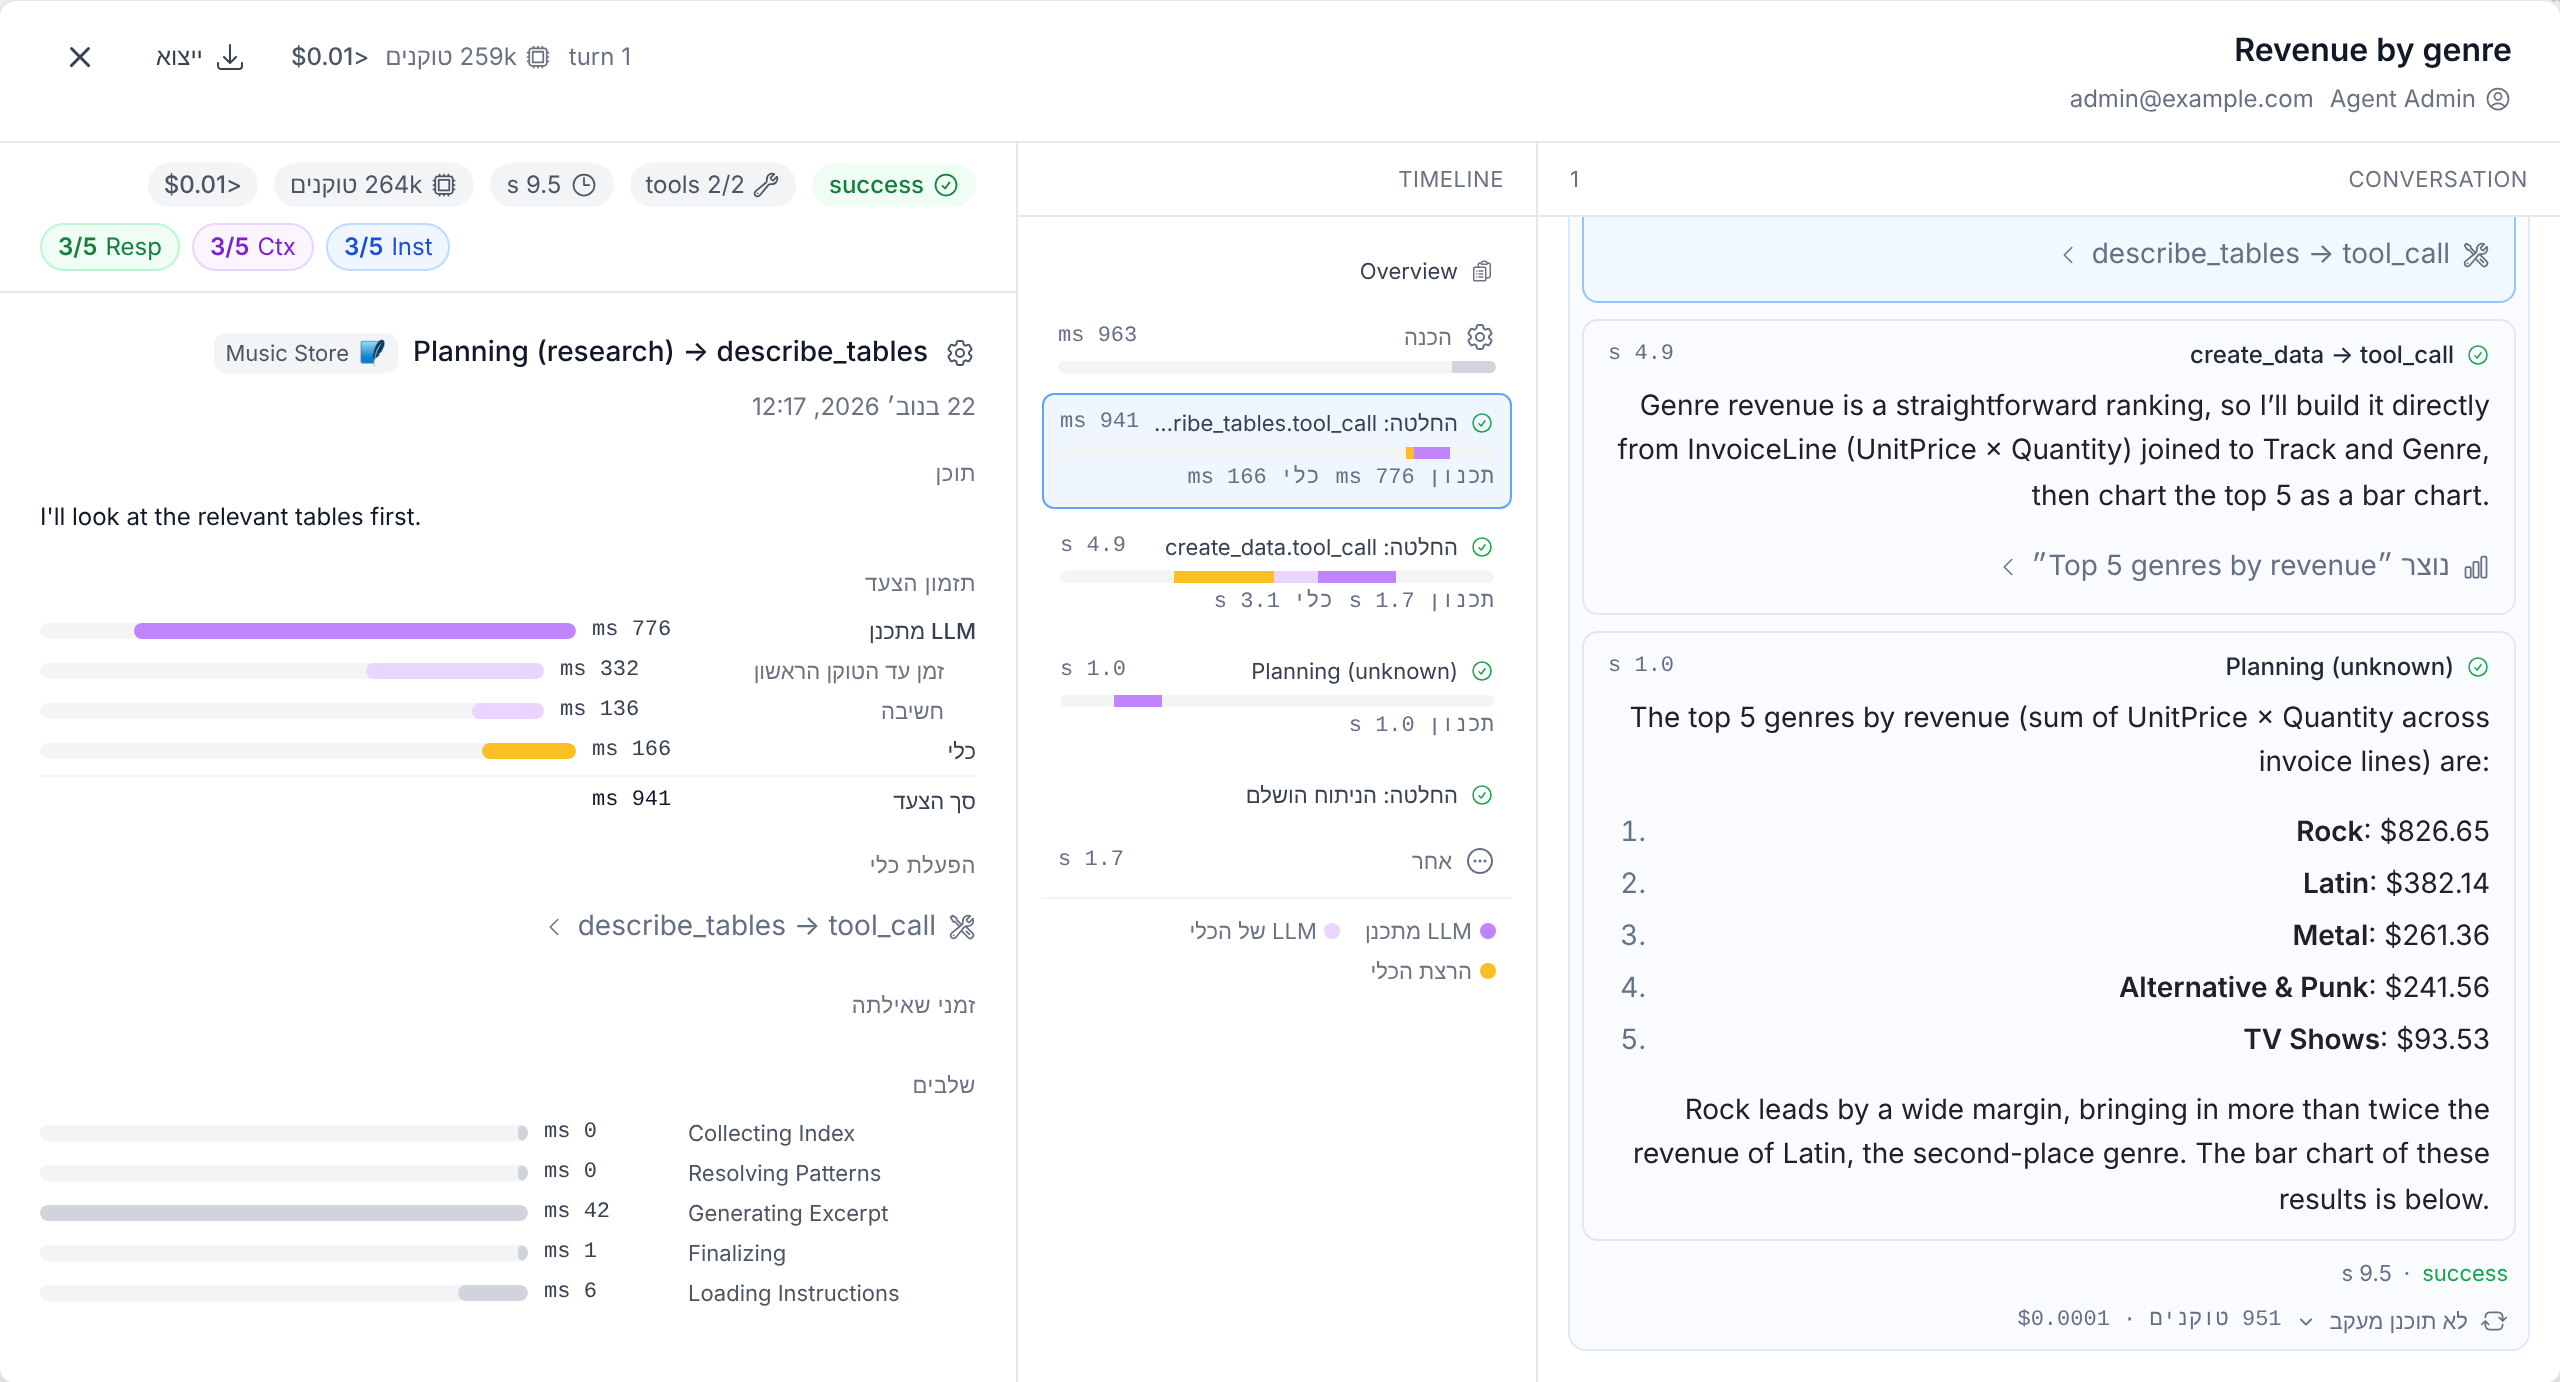 Revenue by genre
Agent Admin admin@example.com
turn 1
259k טוקנים
<$0.01
ייצוא
CONVERSATION
1
tool_call → describe_tables
create_data → tool_call
s 4.9
Genre revenue is a straightforward ranking, so I’ll build it directly
from InvoiceLine (UnitPrice × Quantity) joined to Track and Genre,
then chart the top 5 as a bar chart.
נוצר ״Top 5 genres by revenue״
Planning (unknown)
s 1.0
The top 5 genres by revenue (sum of UnitPrice × Quantity across
invoice lines) are:
1. Rock: $826.65
2. Latin: $382.14
3. Metal: $261.36
4. Alternative & Punk: $241.56
5. TV Shows: $93.53
Rock leads by a wide margin, bringing in more than twice the
revenue of Latin, the second-place genre. The bar chart of these
results is below.
success · s 9.5
לא תוכנן מעקב 951 טוקנים · $0.0001
TIMELINE
Overview
הכנה
ms 963
החלטה: ribe_tables.tool_call...
ms 941
תכנון ms 776 כלי ms 166
החלטה: create_data.tool_call
s 4.9
תכנון s 1.7 כלי s 3.1
Planning (unknown)
s 1.0
תכנון s 1.0
החלטה: הניתוח הושלם
אחר
s 1.7
LLM מתכנן
LLM של הכלי
הרצת הכלי
success
tools 2/2
s 9.5
264k טוקנים
<$0.01
3/5 Inst
3/5 Ctx
3/5 Resp
Planning (research) → describe_tables
Music Store
22 בנוב׳ 2026, 12:17
תוכן
I'll look at the relevant tables first.
תזמון הצעד
LLM מתכנן ms 776
זמן עד הטוקן הראשון ms 332
חשיבה ms 136
כלי ms 166
סך הצעד ms 941
הפעלת כלי
describe_tables → tool_call
זמני שאילתה
שלבים
Collecting Index ms 0
Resolving Patterns ms 0
Generating Excerpt ms 42
Finalizing ms 1
Loading Instructions ms 6